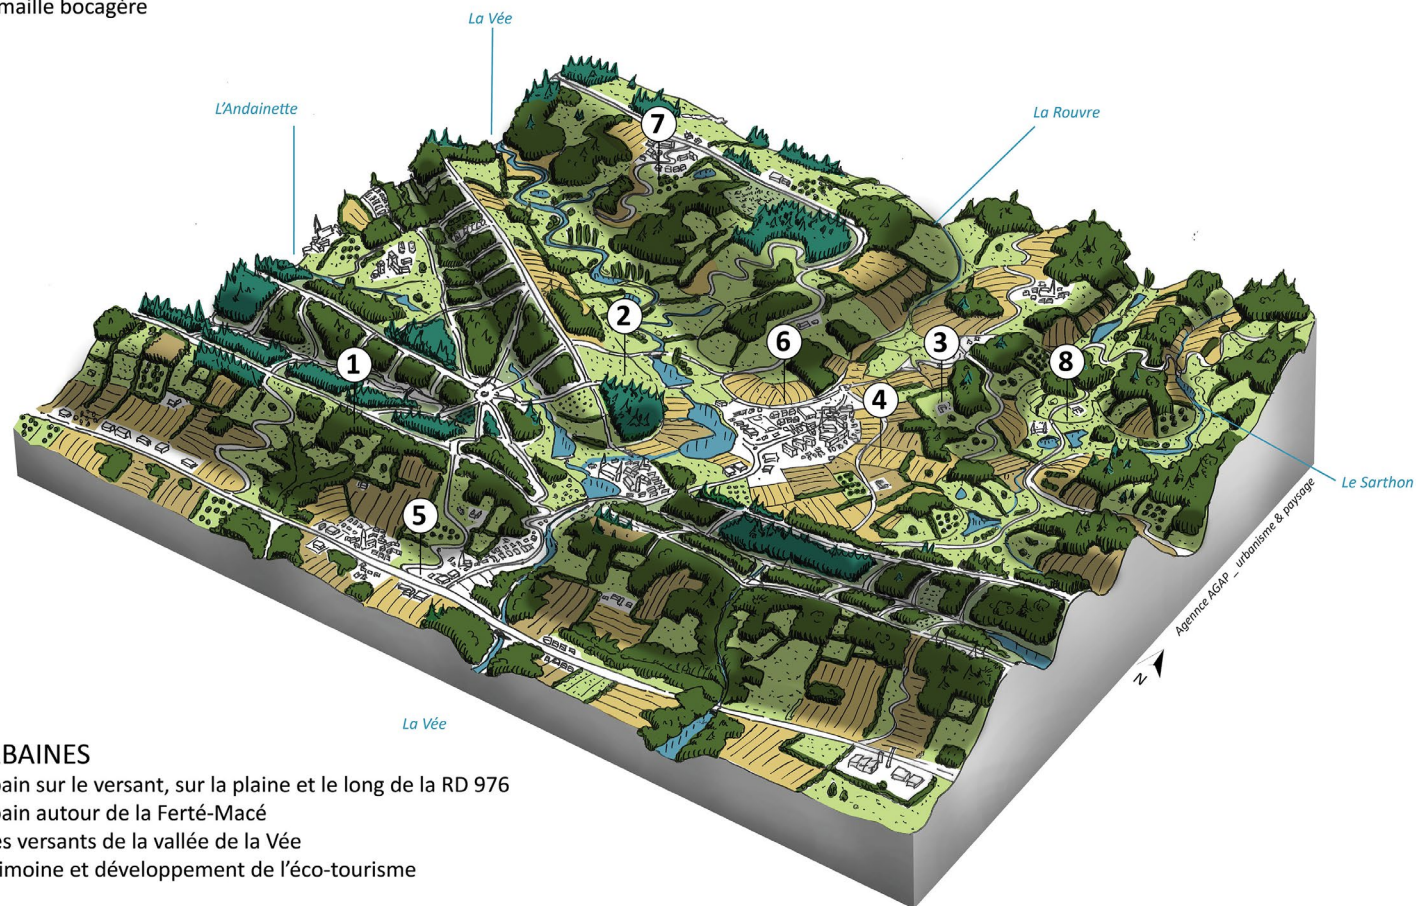 maille bocagère
La Vée
L'Andainette
La Rouvre
7
2
6
3
1
8
4
Le Sarthon
5
Agennce AGAP _ urbanisme & paysage
N
La Vée
BAINES
ain sur le versant, sur la plaine et le long de la RD 976
ain autour de la Ferté-Macé
es versants de la vallée de la Vée
imoine et développement de l'éco-tourisme